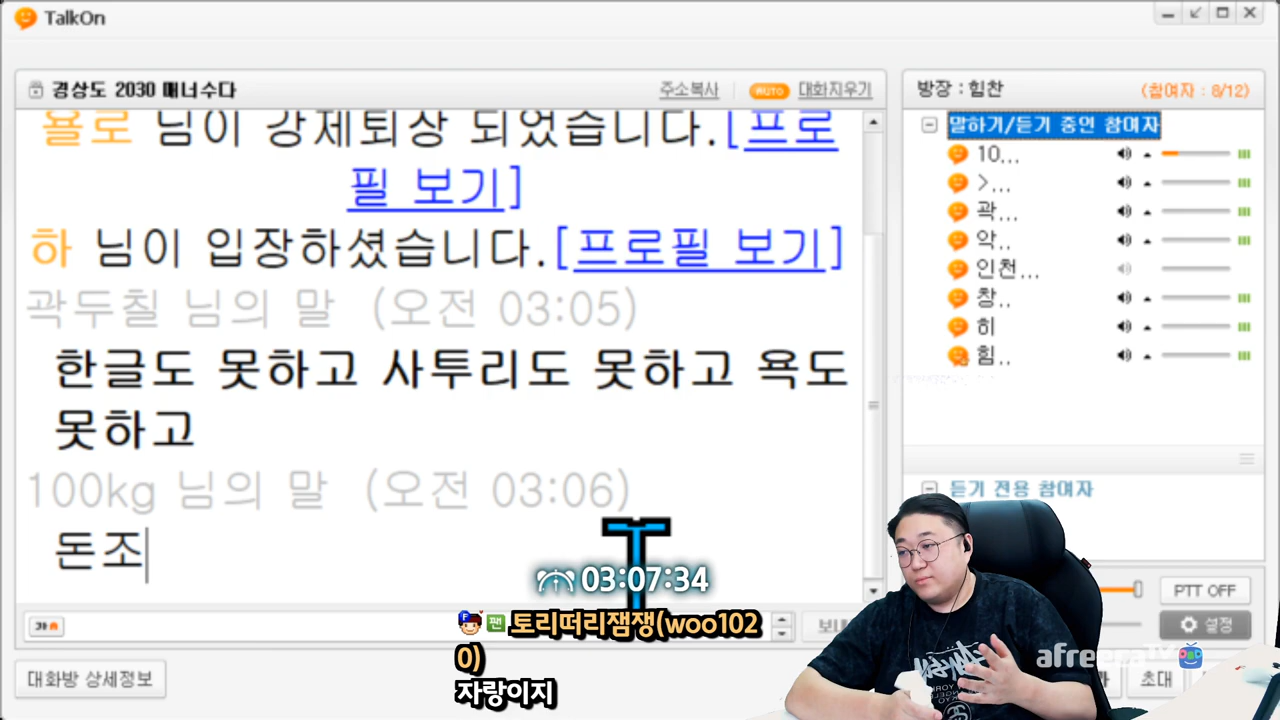 TalkOn
경상도 2030 매너수다
주소복사
AUTO
대화지우기
욜로 님이 강제퇴장 되었습니다.[프로
필 보기]
하 님이 입장하셨습니다.[프로필 보기]
곽두칠 님의 말 (오전 03:05)
한글도 못하고 사투리도 못하고 욕도
못하고
100kg 님의 말 (오전 03:06)
돈조
방장 : 힘찬
(참여자 : 8/12)
말하기/듣기 중인 참여자
10...
>...
곽...
악..
인천...
창..
히
힘..
듣기 전용 참여자
PTT OFF
설정
초대
03:07:34
팬 토리떠리잼쟁(woo102
0)
자랑이지
가
보내
대화방 상세정보
afreecaTV